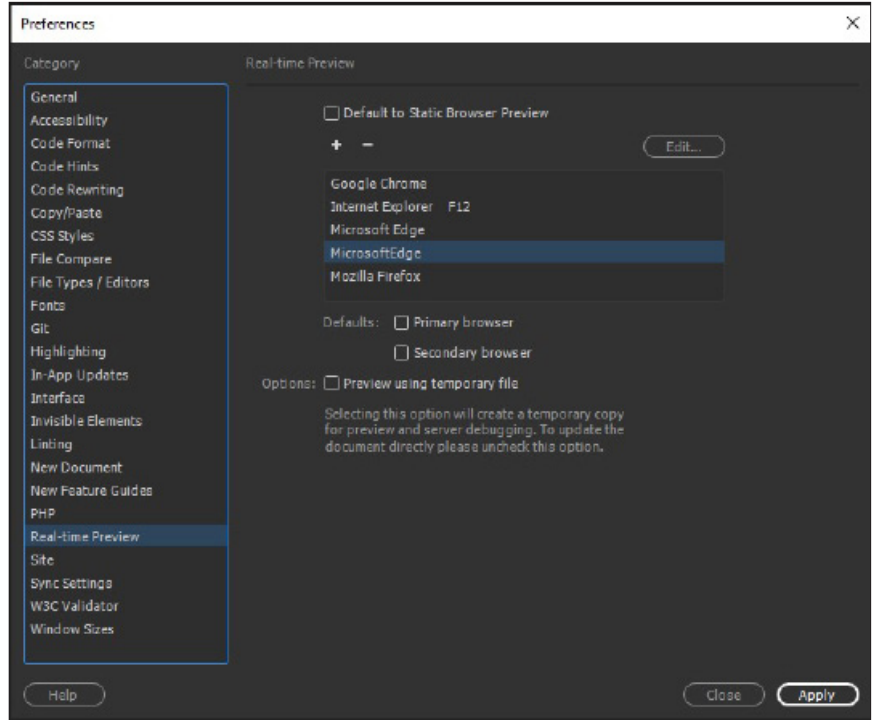 Preferences
Category
Real-time Preview
General
Accessibility
Code Format
Code Hints
Code Rewriting
Copy/Paste
CSS Styles
File Compare
File Types / Editors
Fonts
Git
Highlighting
In-App Updates
Interface
Invisible Elements
Linting
New Document
New Feature Guides
PHP
Real-time Preview
Site
Sync Settings
W3C Validator
Window Sizes
Default to Static Browser Preview
+ −
Edit...
Google Chrome
Internet Explorer F12
Microsoft Edge
MicrosoftEdge
Mozilla Firefox
Defaults: Primary browser
Secondary browser
Options: Preview using temporary file
Selecting this option will create a temporary copy
for preview and server debugging. To update the
document directly please uncheck this option.
Help
Close
Apply